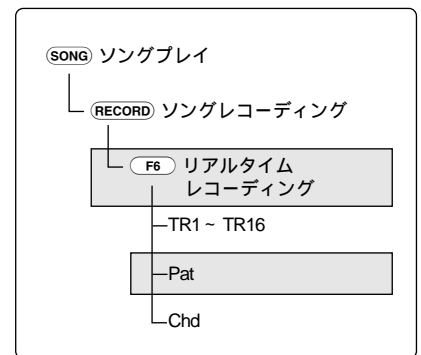 SONG ソングプレイ
RECORD ソングレコーディング
F6 リアルタイム
レコーディング
TR1 ~ TR16
Pat
Chd